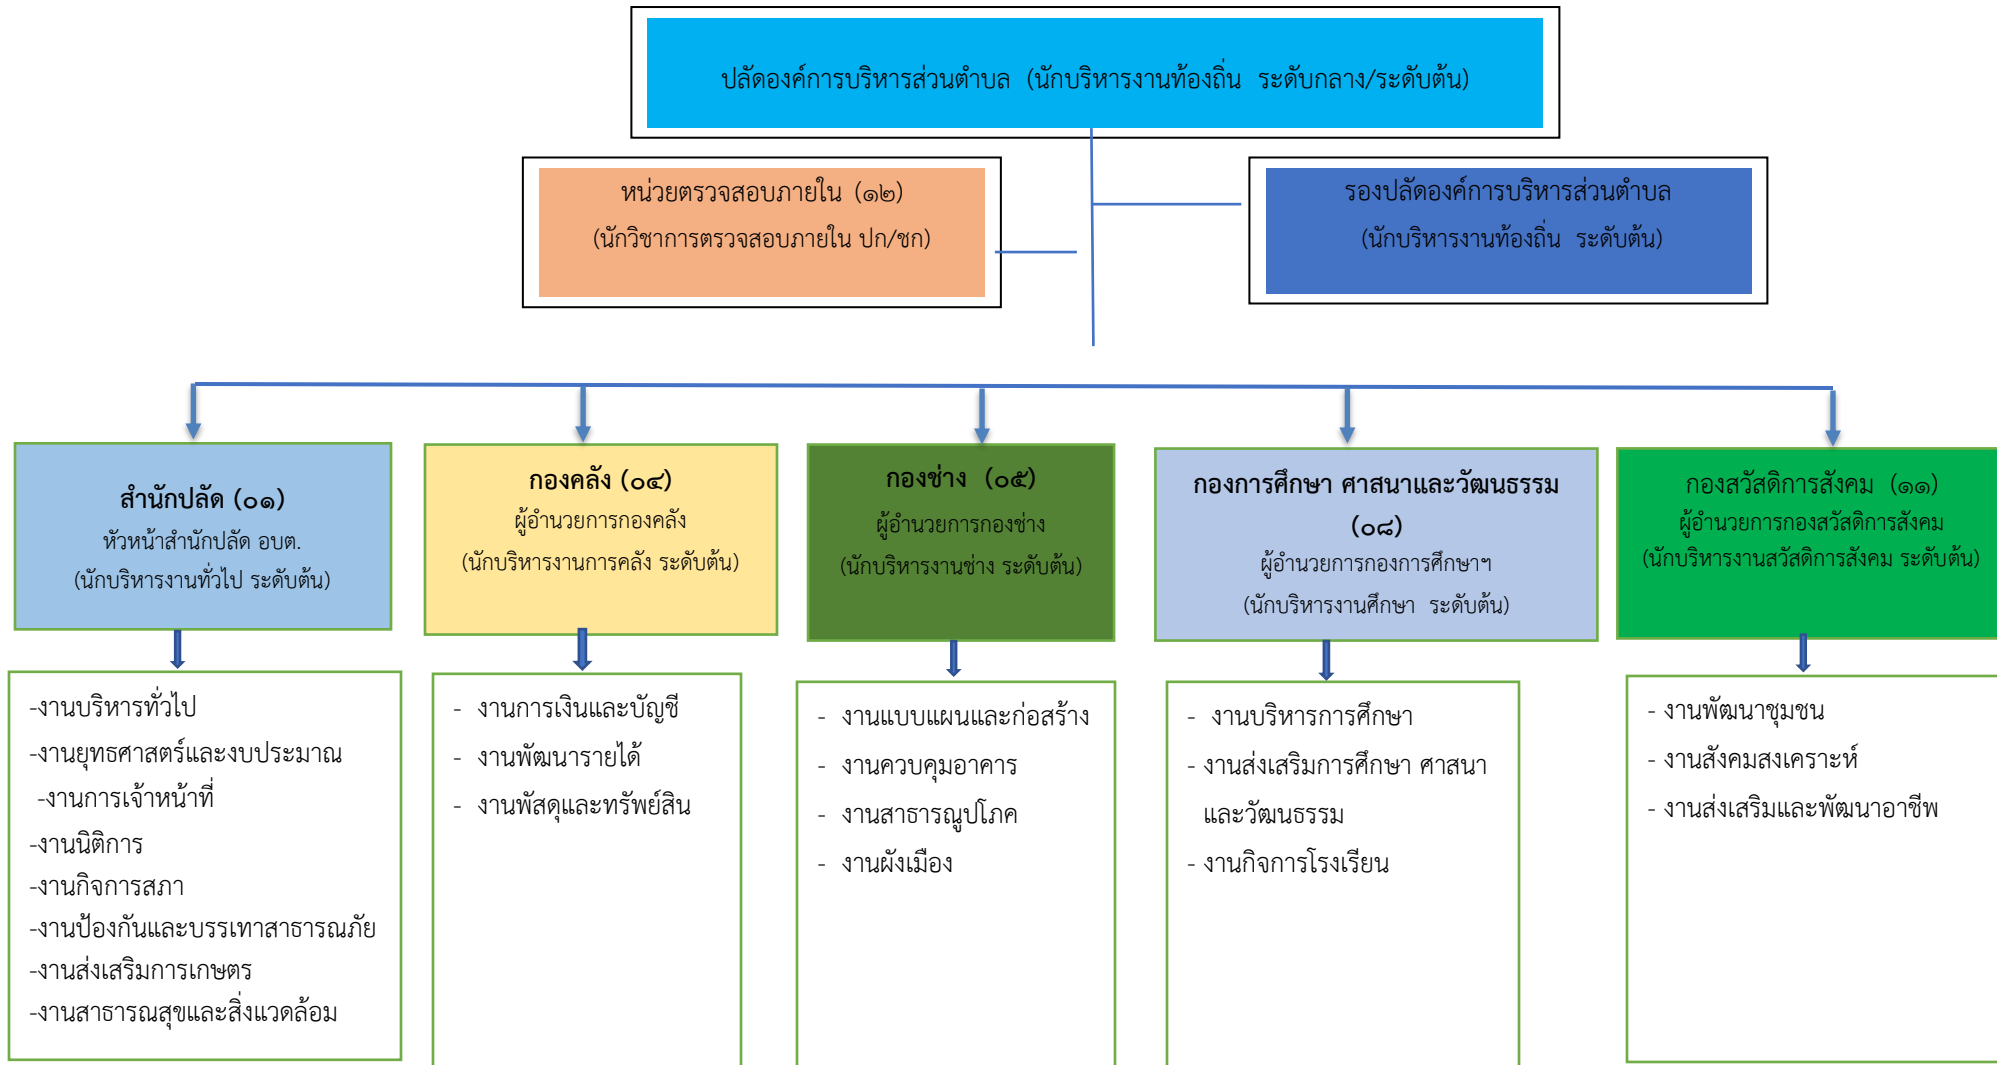 ปลัดองค์การบริหารส่วนตำบล (นักบริหารงานท้องถิ่น ระดับกลาง/ระดับต้น)
หน่วยตรวจสอบภายใน (๑๒)
(นักวิชาการตรวจสอบภายใน ปก/ชก)
รองปลัดองค์การบริหารส่วนตำบล
(นักบริหารงานท้องถิ่น ระดับต้น)
สำนักปลัด (๐๑)
หัวหน้าสำนักปลัด อบต.
(นักบริหารงานทั่วไป ระดับต้น)
กองคลัง (๐๔)
ผู้อำนวยการกองคลัง
(นักบริหารงานการคลัง ระดับต้น)
กองช่าง (๐๕)
ผู้อำนวยการกองช่าง
(นักบริหารงานช่าง ระดับต้น)
กองการศึกษา ศาสนาและวัฒนธรรม
(๐๘)
ผู้อำนวยการกองการศึกษาฯ
(นักบริหารงานศึกษา ระดับต้น)
กองสวัสดิการสังคม (๑๑)
ผู้อำนวยการกองสวัสดิการสังคม
(นักบริหารงานสวัสดิการสังคม ระดับต้น)
-งานบริหารทั่วไป
-งานยุทธศาสตร์และงบประมาณ
-งานการเจ้าหน้าที่
-งานนิติการ
-งานกิจการสภา
-งานป้องกันและบรรเทาสาธารณภัย
-งานส่งเสริมการเกษตร
-งานสาธารณสุขและสิ่งแวดล้อม
- งานการเงินและบัญชี
- งานพัฒนารายได้
- งานพัสดุและทรัพย์สิน
- งานแบบแผนและก่อสร้าง
- งานควบคุมอาคาร
- งานสาธารณูปโภค
- งานผังเมือง
- งานบริหารการศึกษา
- งานส่งเสริมการศึกษา ศาสนา
และวัฒนธรรม
- งานกิจการโรงเรียน
- งานพัฒนาชุมชน
- งานสังคมสงเคราะห์
- งานส่งเสริมและพัฒนาอาชีพ